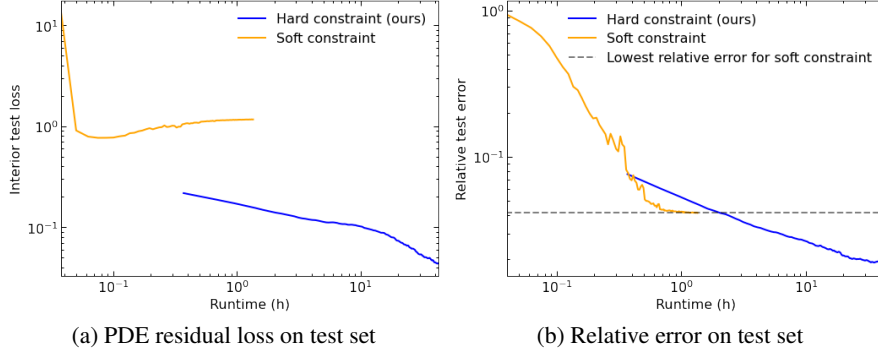 Hard constraint (ours)
Soft constraint
10¹
10⁰
10⁻¹
Interior test loss
10⁻¹
10⁰
10¹
Runtime (h)
(a) PDE residual loss on test set
Hard constraint (ours)
Soft constraint
Lowest relative error for soft constraint
10⁰
10⁻¹
Relative test error
10⁻¹
10⁰
10¹
Runtime (h)
(b) Relative error on test set